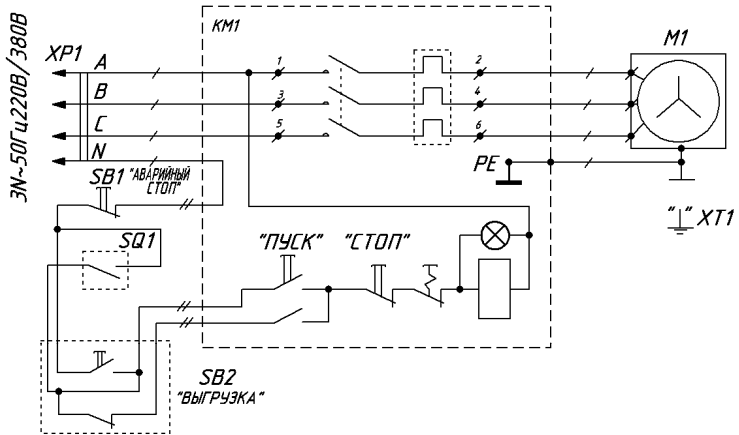 3N~50Гц220В/380В
XP1
A
B
C
N
KM1
1
2
3
4
5
6
M1
PE
"⏚" XT1
SB1 "АВАРИЙНЫЙ
СТОП"
SQ1
"ПУСК"
"СТОП"
SB2
"ВЫГРУЗКА"